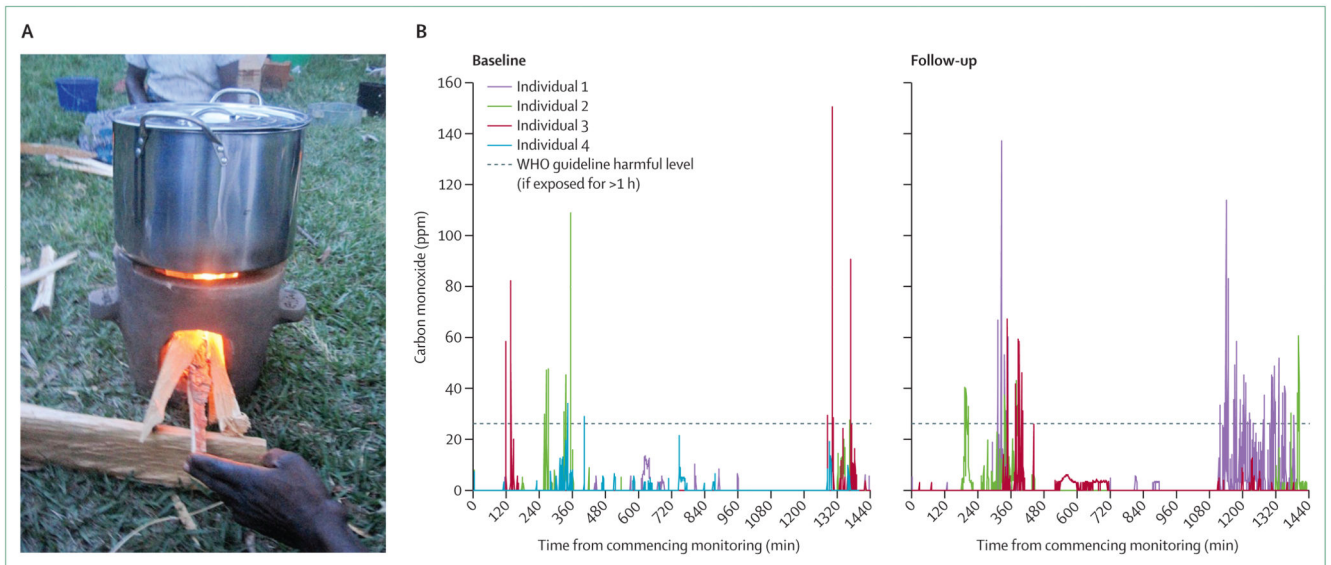 A
B
Baseline
Follow-up
160
140
120
100
80
60
40
20
0
Carbon monoxide (ppm)
Individual 1
Individual 2
Individual 3
Individual 4
WHO guideline harmful level
(if exposed for >1 h)
0 120 240 360 480 600 720 840 960 1080 1200 1320 1440
0 120 240 360 480 600 720 840 960 1080 1200 1320 1440
Time from commencing monitoring (min)
Time from commencing monitoring (min)